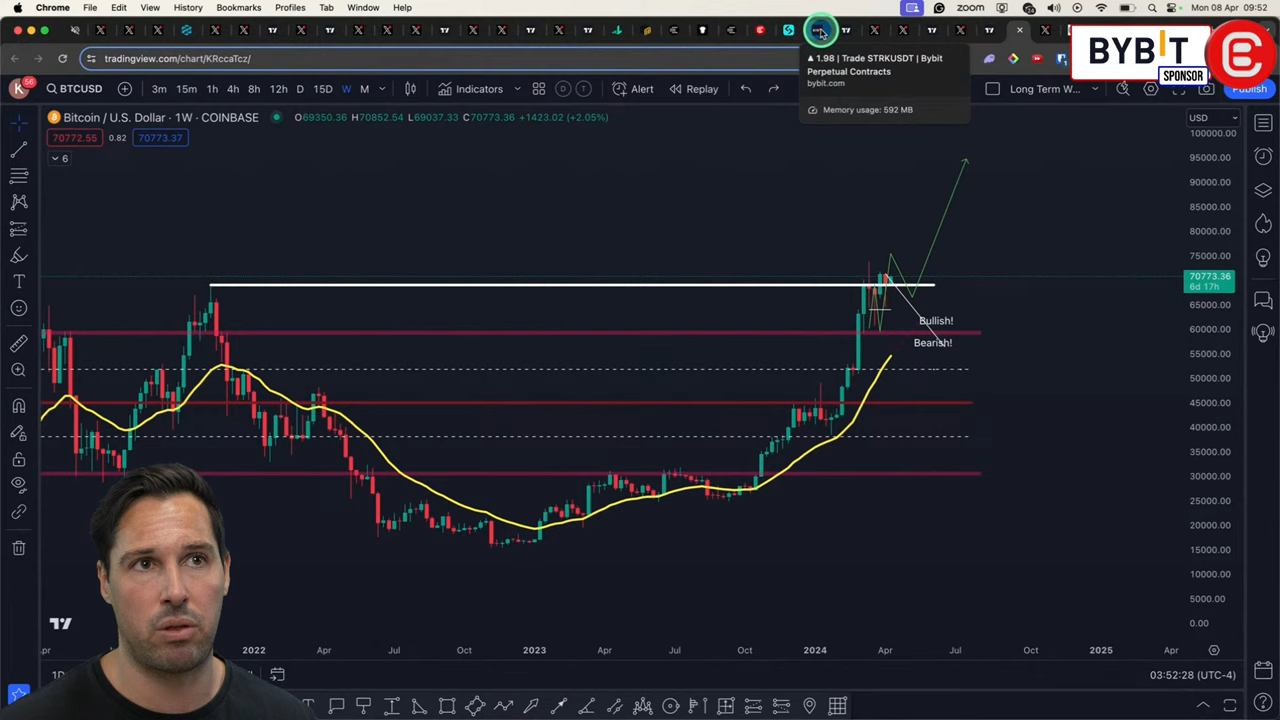 Chrome File Edit View History Bookmarks Profiles Tab Window Help
zoom
Mon 08 Apr 09:52
BYBIT
SPONSOR
tradingview.com/chart/KRccaTcz/
1.98 | Trade STRKUSDT | Bybit
Perpetual Contracts
bybit.com
Memory usage: 592 MB
K 56 BTCUSD 3m 15m 1h 4h 8h 12h D 15D W M Indicators Alert Replay Long Term W... Publish
Bitcoin / U.S. Dollar · 1W · COINBASE O69350.36 H70852.54 L69037.33 C70773.36 +1423.02 (+2.05%)
70772.55 0.82 70773.37
6
USD
100000.00
95000.00
90000.00
85000.00
80000.00
75000.00
70773.36
6d 17h
65000.00
60000.00
55000.00
50000.00
45000.00
40000.00
35000.00
30000.00
25000.00
20000.00
15000.00
10000.00
5000.00
0.00
Bullish!
Bearish!
2022 Apr Jul Oct 2023 Apr Jul Oct 2024 Apr Jul Oct 2025 Apr
03:52:28 (UTC-4)